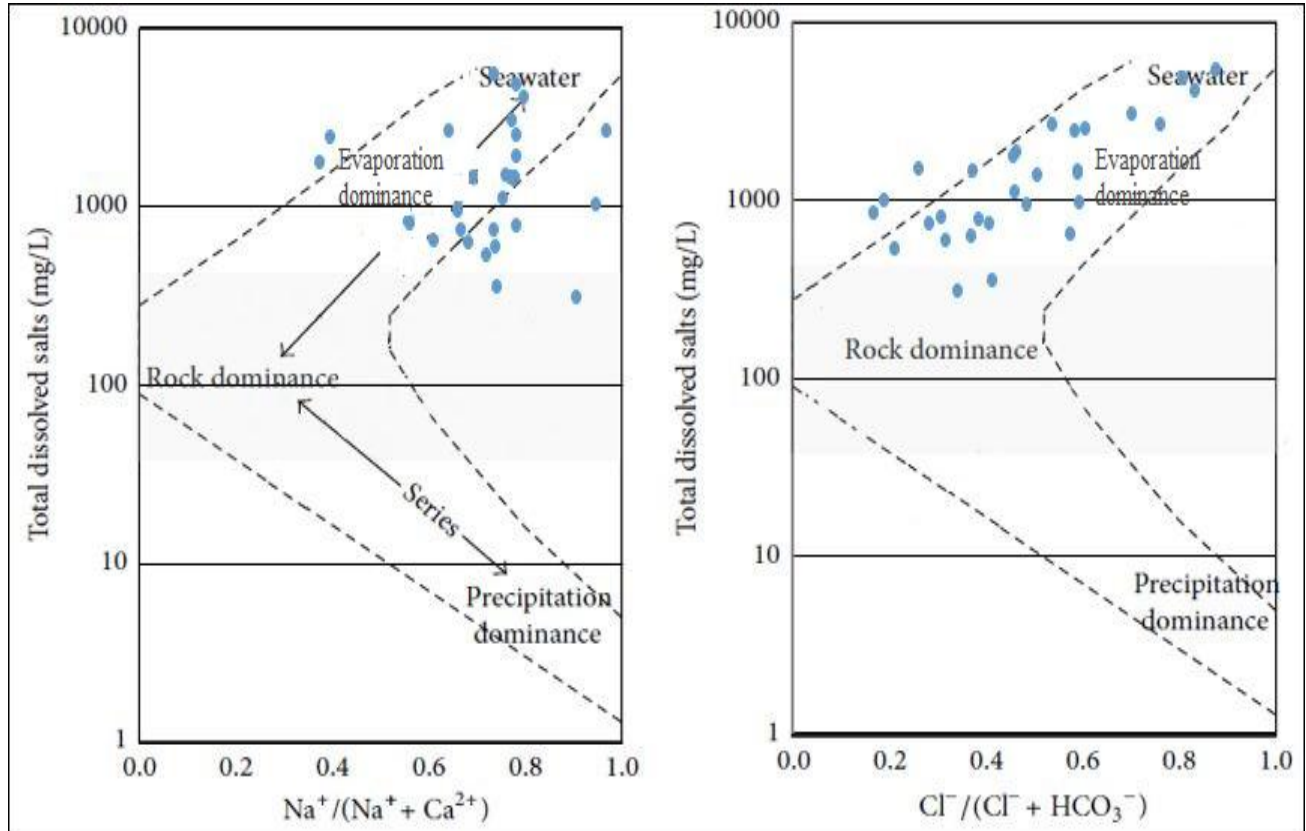 Total dissolved salts (mg/L)
10000
1000
100
10
1
Seawater
Evaporation
dominance
Rock dominance
Series
Precipitation
dominance
0.0 0.2 0.4 0.6 0.8 1.0
Na⁺/(Na⁺ + Ca²⁺)
Total dissolved salts (mg/L)
10000
1000
100
10
1
Seawater
Evaporation
dominance
Rock dominance
Precipitation
dominance
0.0 0.2 0.4 0.6 0.8 1.0
Cl⁻/(Cl⁻ + HCO₃⁻)